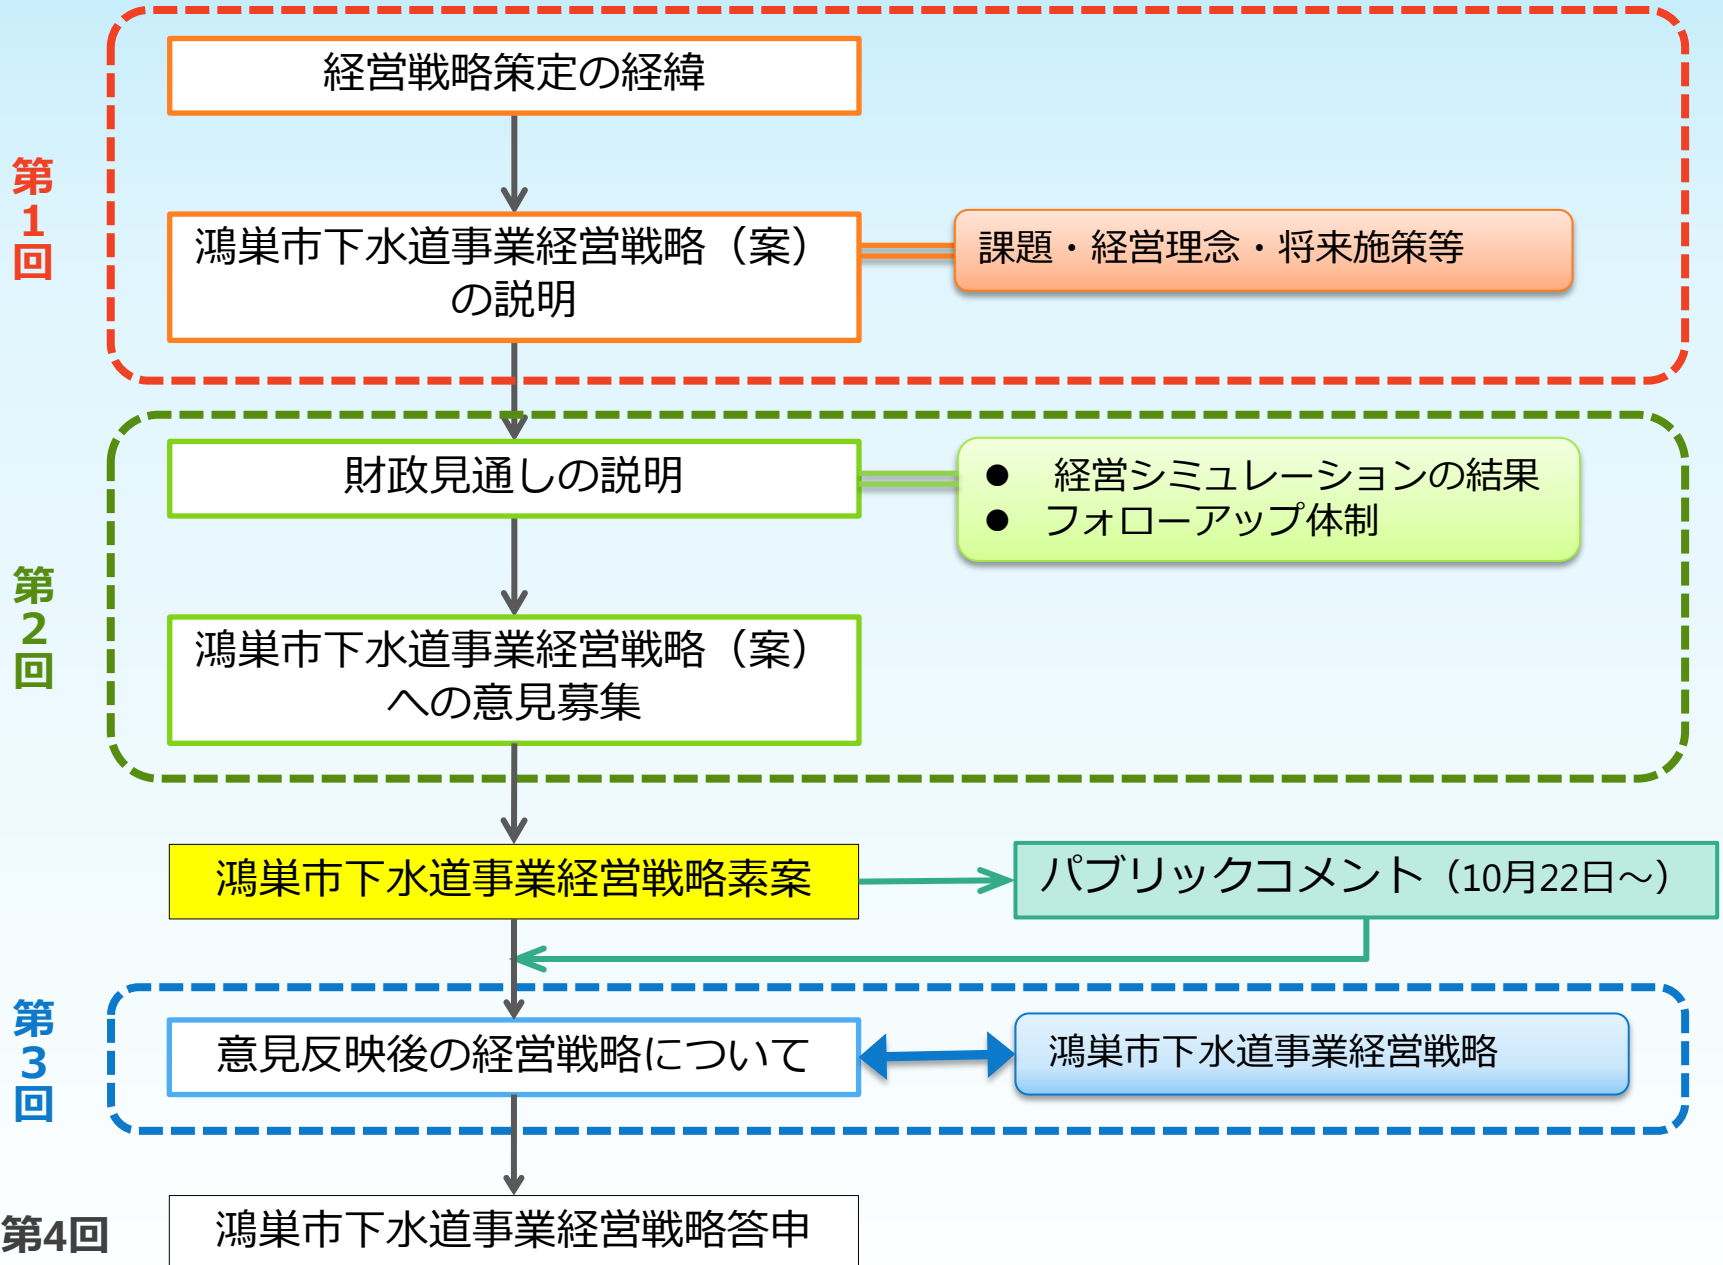 第1回
経営戦略策定の経緯
鴻巣市下水道事業経営戦略（案）
の説明
課題・経営理念・将来施策等
第2回
財政見通しの説明
● 経営シミュレーションの結果
● フォローアップ体制
鴻巣市下水道事業経営戦略（案）
への意見募集
鴻巣市下水道事業経営戦略素案
パブリックコメント（10月22日～）
第3回
意見反映後の経営戦略について
鴻巣市下水道事業経営戦略
第4回
鴻巣市下水道事業経営戦略答申